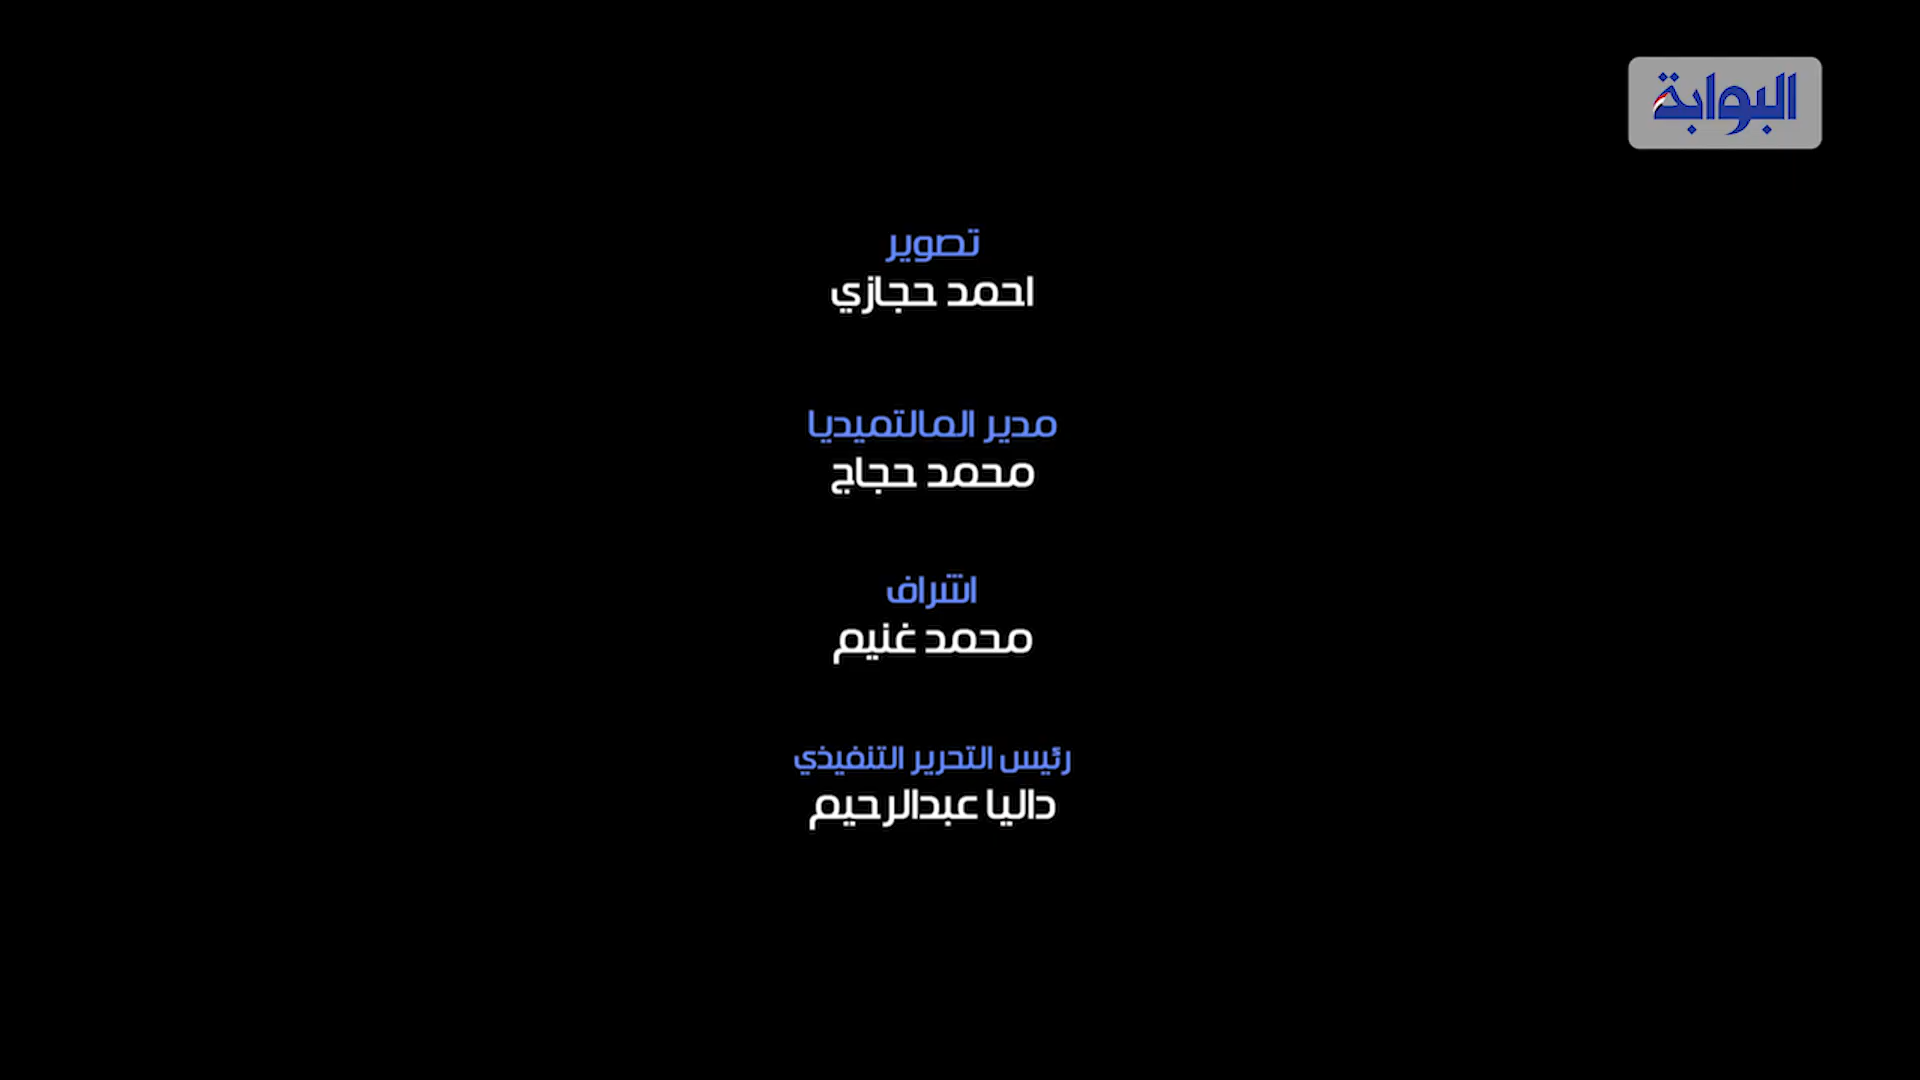 البوابة
تصوير
احمد حجازي
مدير المالتميديا
محمد حجاج
اشراف
محمد غنيم
رئيس التحرير التنفيذي
داليا عبدالرحيم